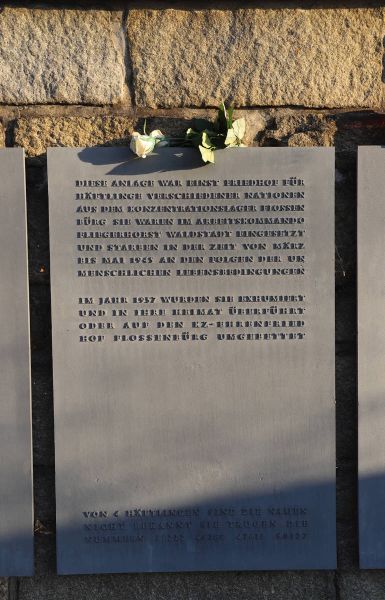 DIESE ANLAGE WAR EINST FRIEDHOF FÜR
HÄFTLINGE VERSCHIEDENER NATIONEN
AUS DEM KONZENTRATIONSLAGER FLOSSEN
BÜRG SIE WAREN IM ARBEITSKOMMANDO
FLIEGERHORST WALDSTADT EINGESETZT
UND STARBEN IN DER ZEIT VON MÄRZ
BIS MAI 1945 AN DEN FOLGEN DER UN
MENSCHLICHEN LEBENSBEDINGUNGEN
IM JAHR 1957 WURDEN SIE EXHUMIERT
UND IN IHRE HEIMAT ÜBERFÜHRT
ODER AUF DEN KZ-EHRENFRIED
HOF FLOSSENBÜRG UMGEBETTET
VON 4 HÄFTLINGEN SIND DIE NAMEN
NICHT BEKANNT SIE TRUGEN DIE
NUMMERN